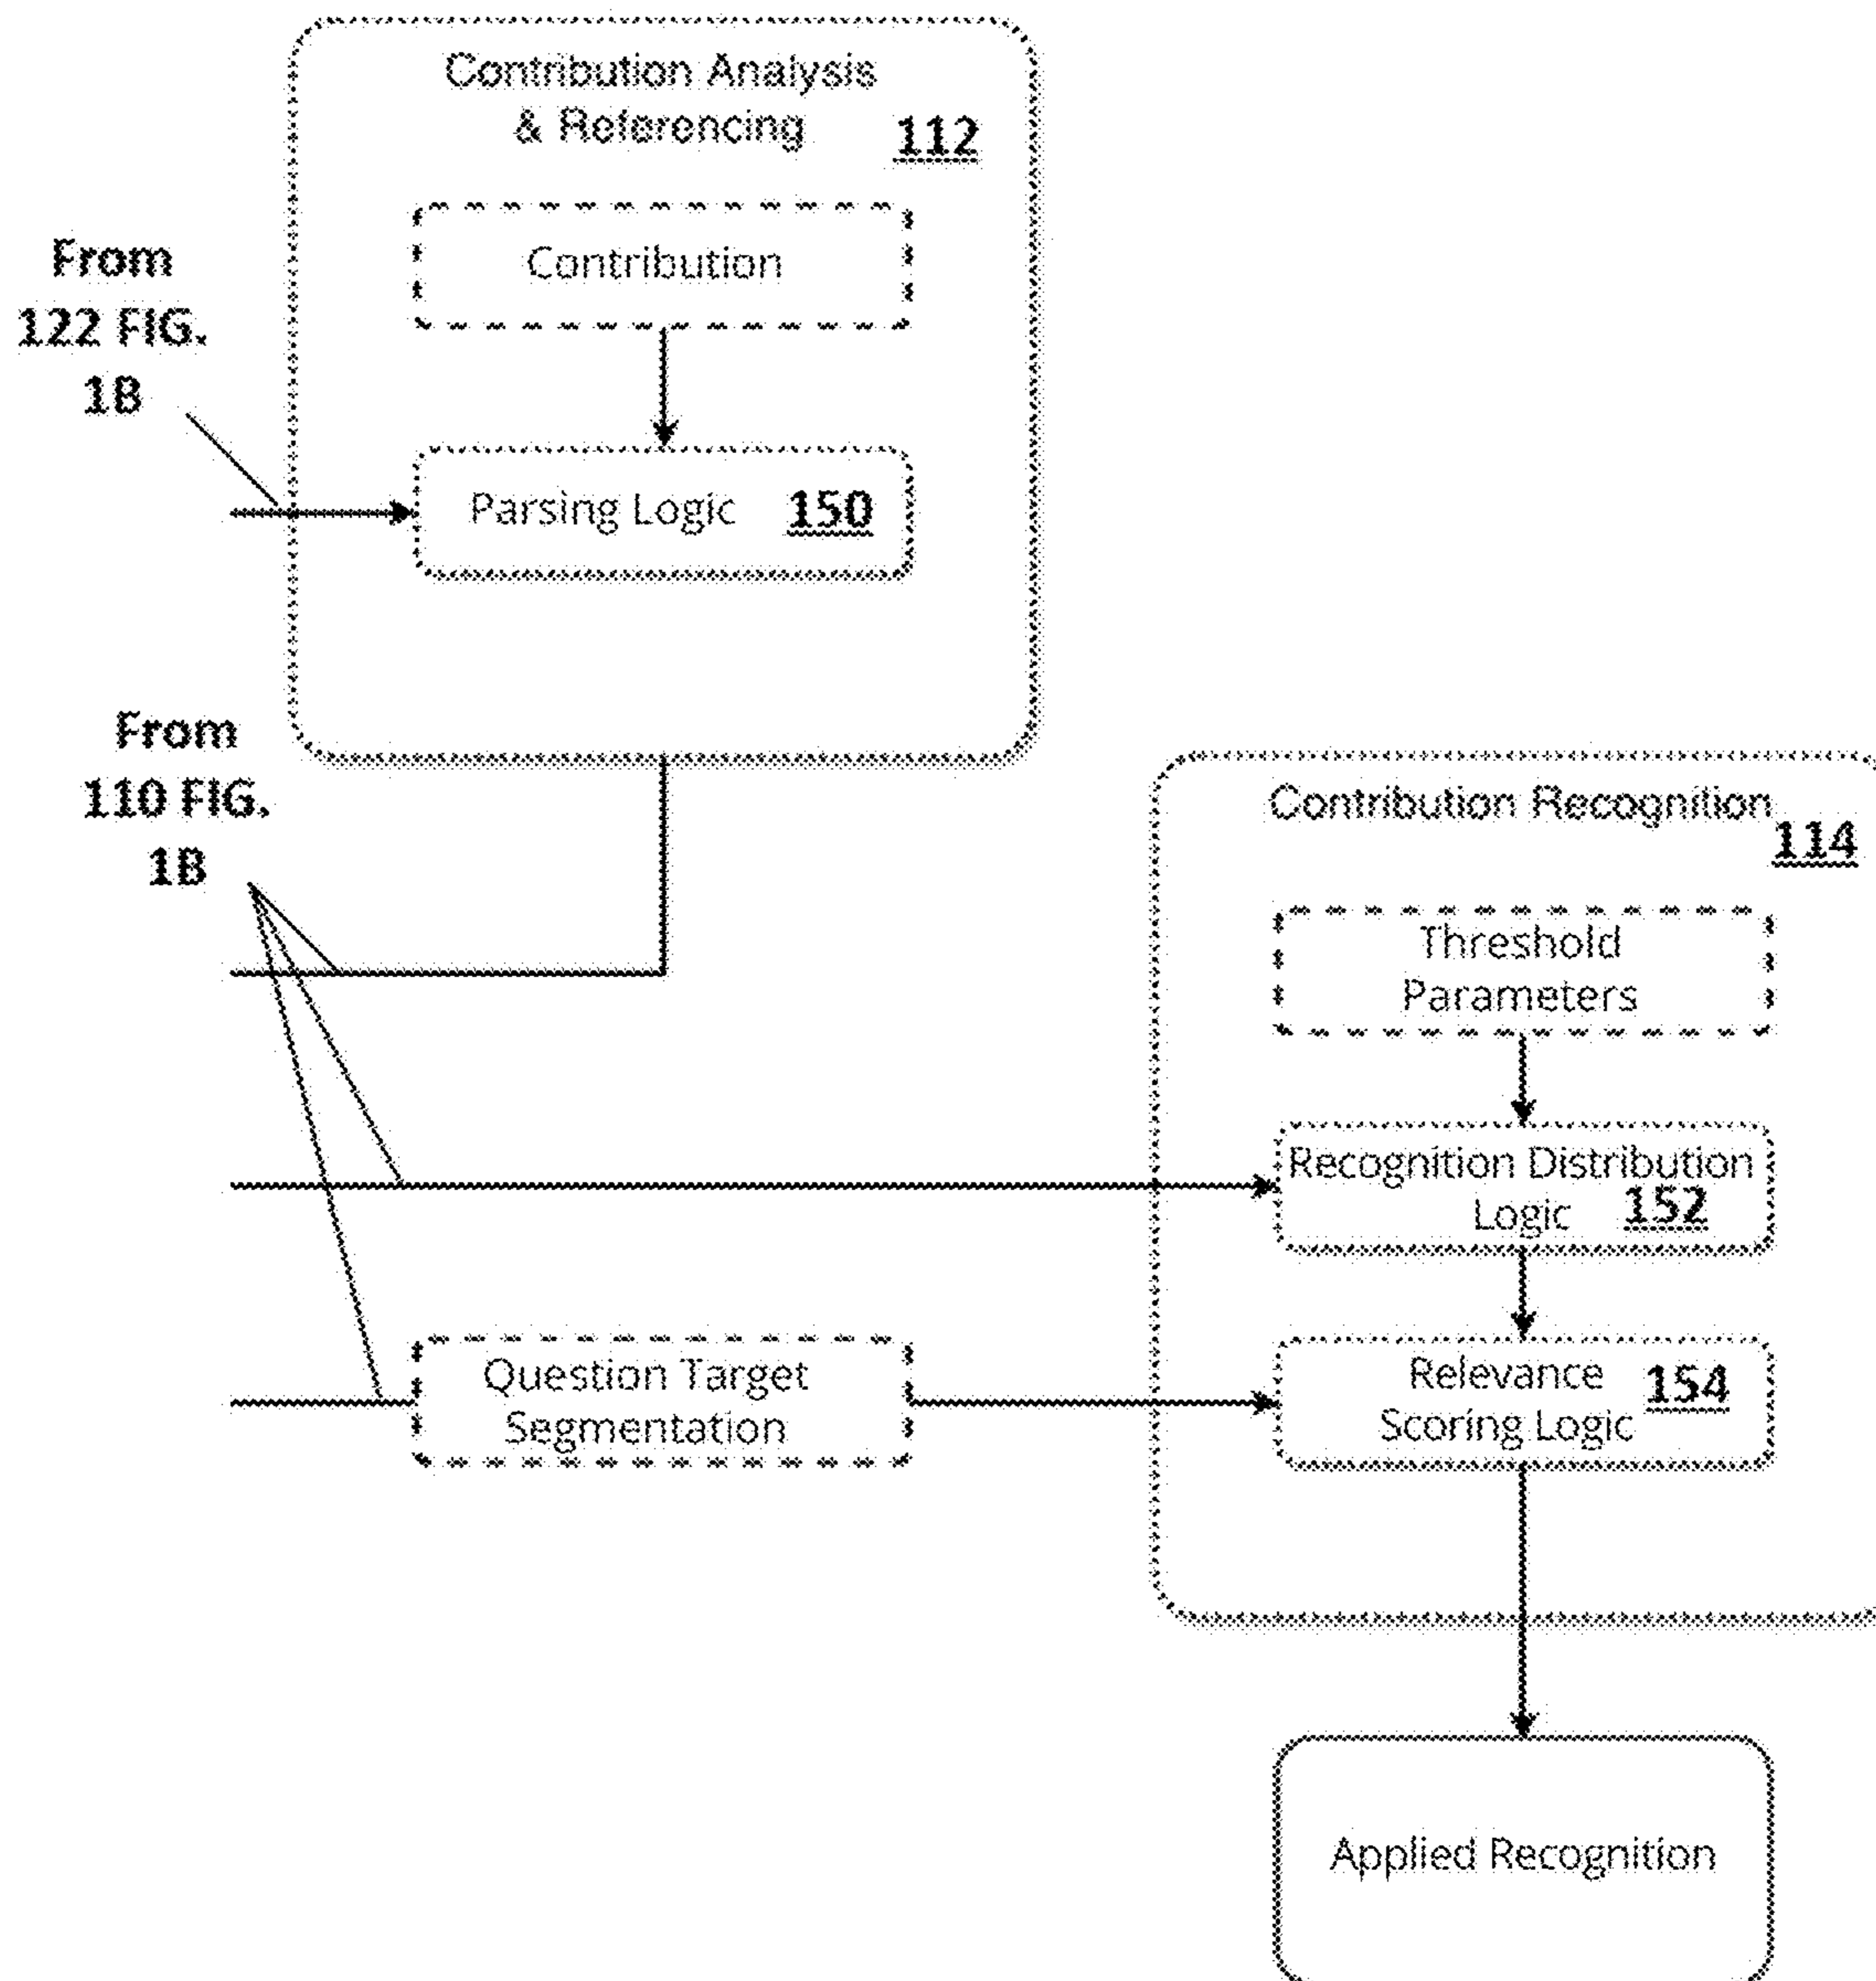 Contribution Analysis
& Referencing
112
Contribution
From
122 FIG.
1B
Parsing Logic 150
From
110 FIG.
1B
Contribution Recognition
114
Threshold
Parameters
Recognition Distribution
Logic 152
Question Target
Segmentation
Relevance
Scoring Logic
154
Applied Recognition